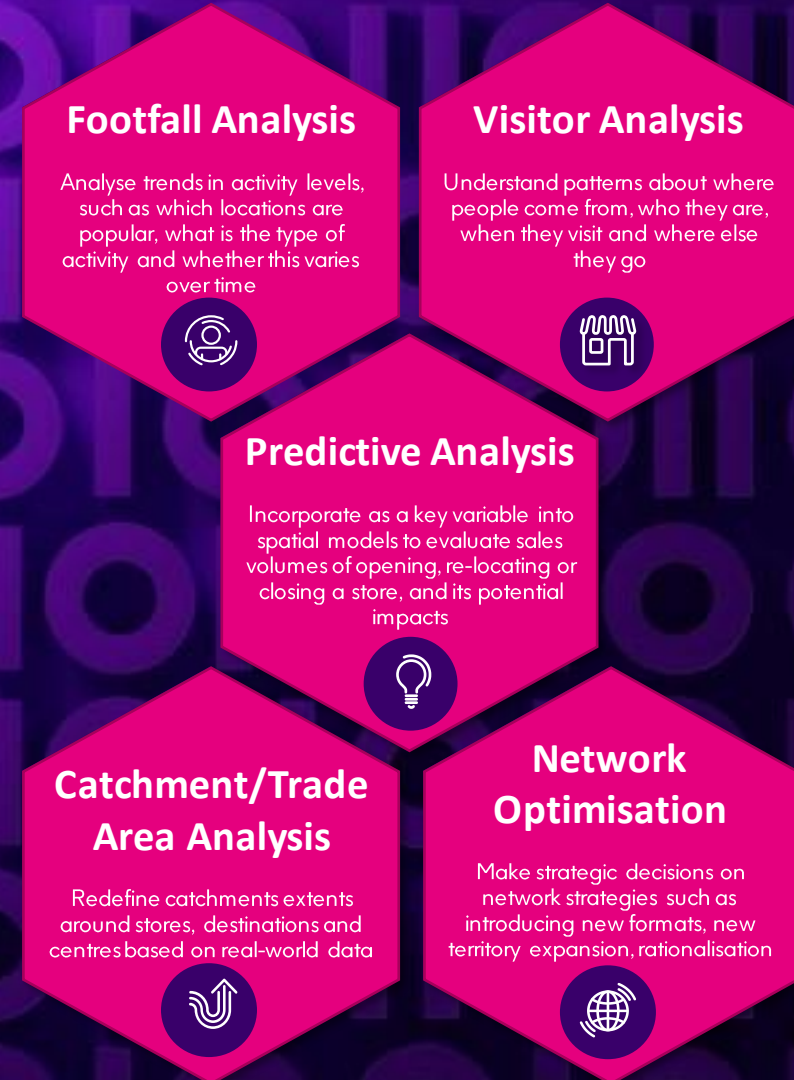 Footfall Analysis
Analyse trends in activity levels,
such as which locations are
popular, what is the type of
activity and whether this varies
over time
Visitor Analysis
Understand patterns about where
people come from, who they are,
when they visit and where else
they go
Predictive Analysis
Incorporate as a key variable into
spatial models to evaluate sales
volumes of opening, re-locating or
closing a store, and its potential
impacts
Catchment/Trade
Area Analysis
Redefine catchments extents
around stores, destinations and
centres based on real-world data
Network
Optimisation
Make strategic decisions on
network strategies such as
introducing new formats, new
territory expansion, rationalisation